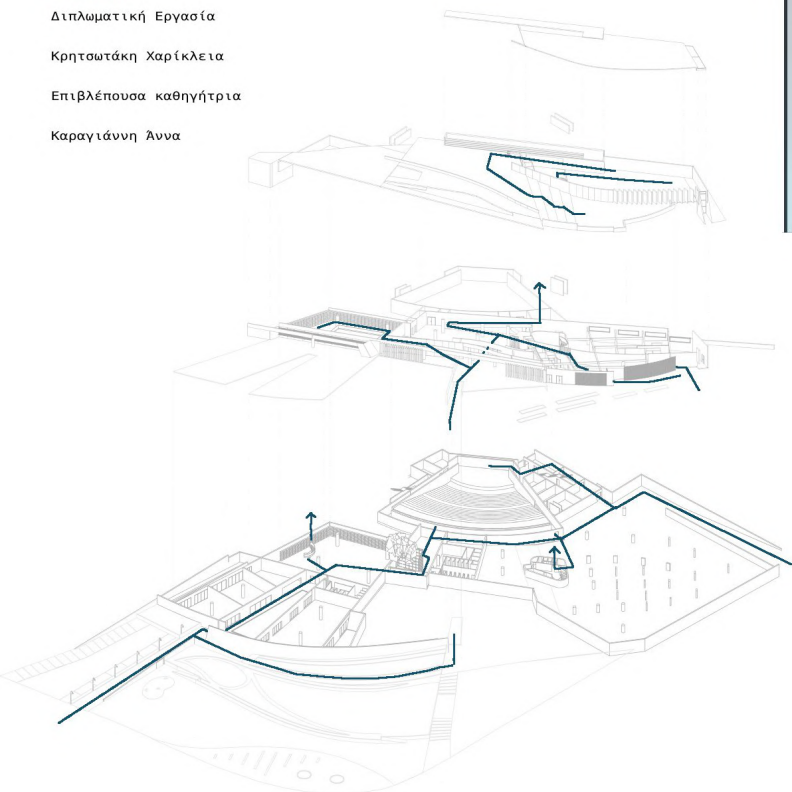 Διπλωματική Εργασία
Κρητσωτάκη Χαρίκλεια
Επιβλέπουσα καθηγήτρια
Καραγιάννη Άννα